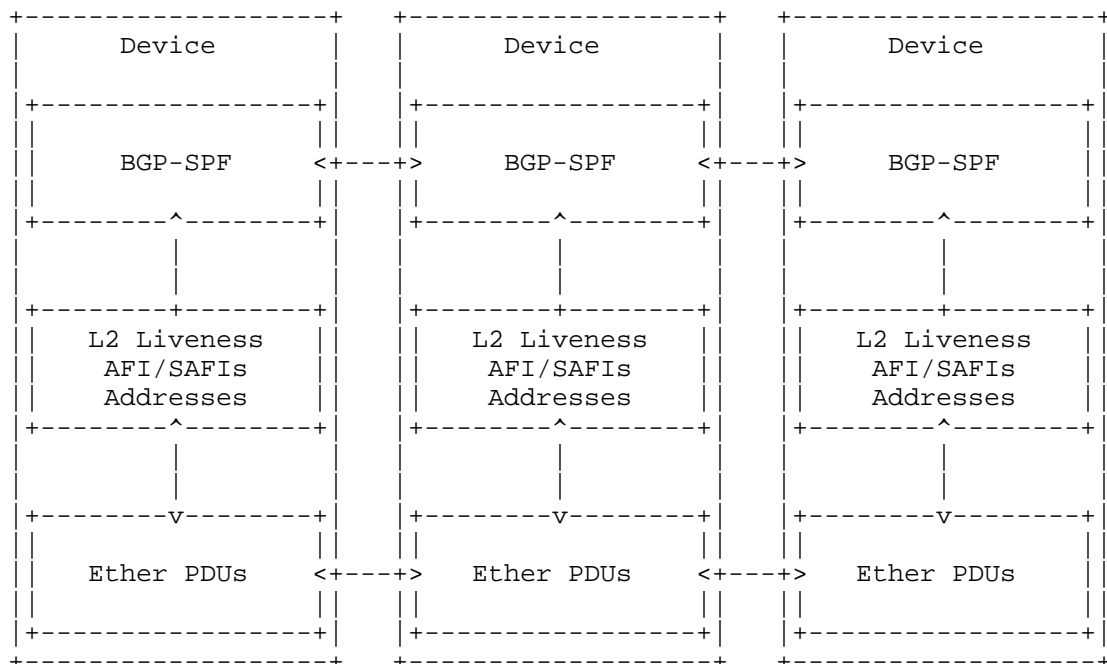 Device Device Device
BGP-SPF BGP-SPF BGP-SPF
L2 Liveness L2 Liveness L2 Liveness
AFI/SAFIs AFI/SAFIs AFI/SAFIs
Addresses Addresses Addresses
Ether PDUs Ether PDUs Ether PDUs